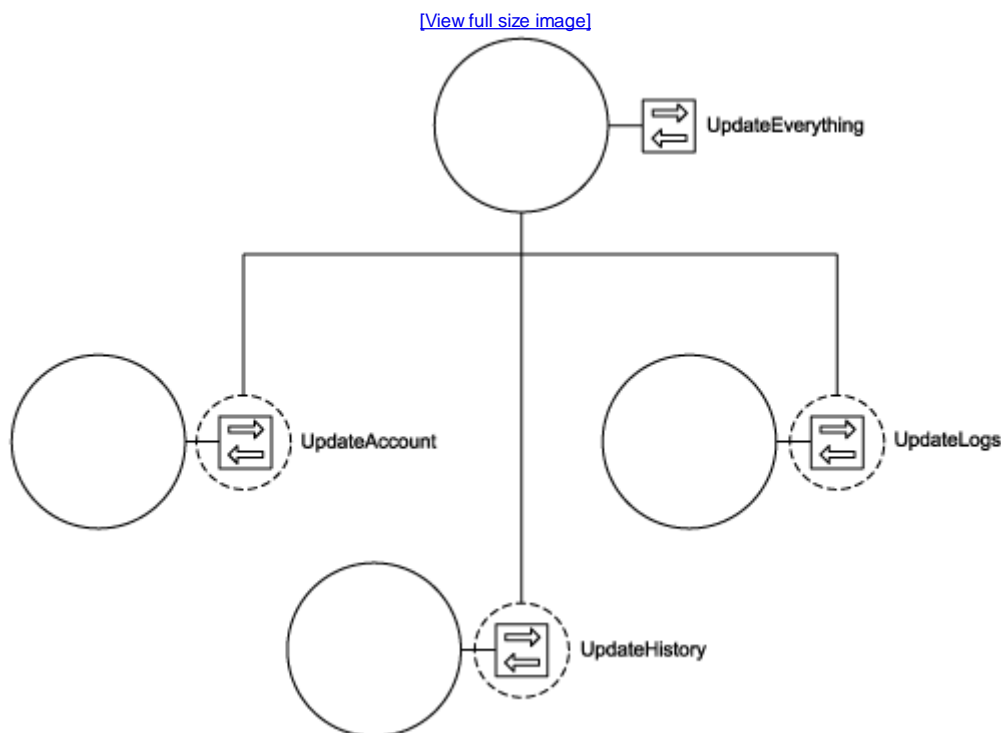 [View full size image]
UpdateEverything
UpdateAccount
UpdateLogs
UpdateHistory